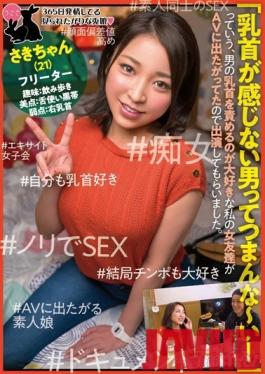 365日発情してる
見られたがりな兎娘♥
さきちゃん
(21)
フリーター
趣味：飲み歩き
美点：舌使い黒帯
弱点：右乳首
#素人同士のSEX
#顔面偏差値
高め
「乳首が感じない男ってつまんな〜い！」
っていう、男の乳首を責めるのが大好きな私の女友達が
AVに出たがってたので出演してもらいました。
#エキサイト
女子会
#痴女
#自分も乳首好き
#ノリでSEX
#結局チンポも大好き
#AVに出たがる
素人娘
#ドキュメ